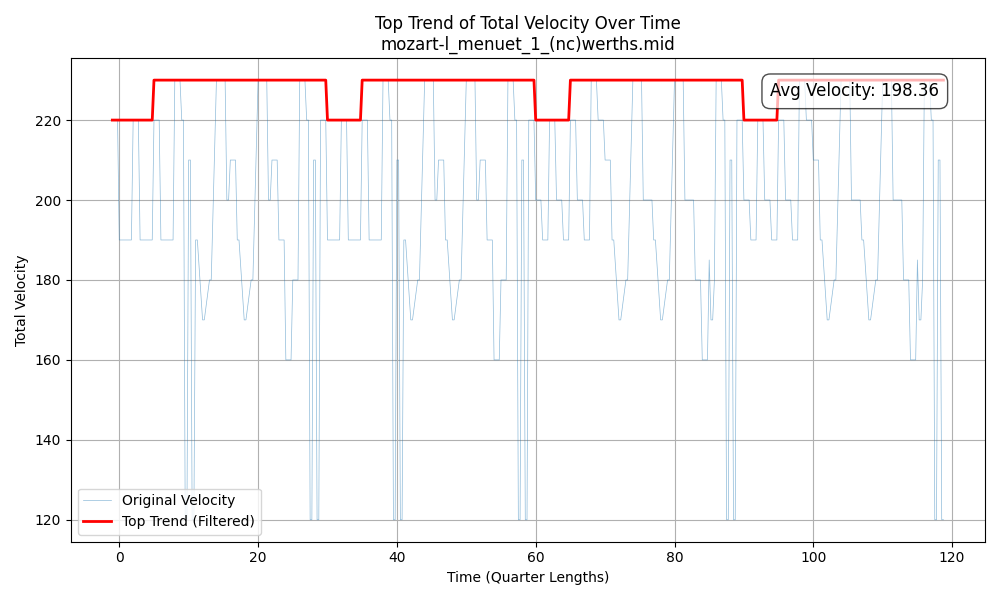 Top Trend of Total Velocity Over Time
mozart-l_menuet_1_(nc)werths.mid
Avg Velocity: 198.36
Total Velocity
220
200
180
160
140
120
Original Velocity
Top Trend (Filtered)
0 20 40 60 80 100 120
Time (Quarter Lengths)